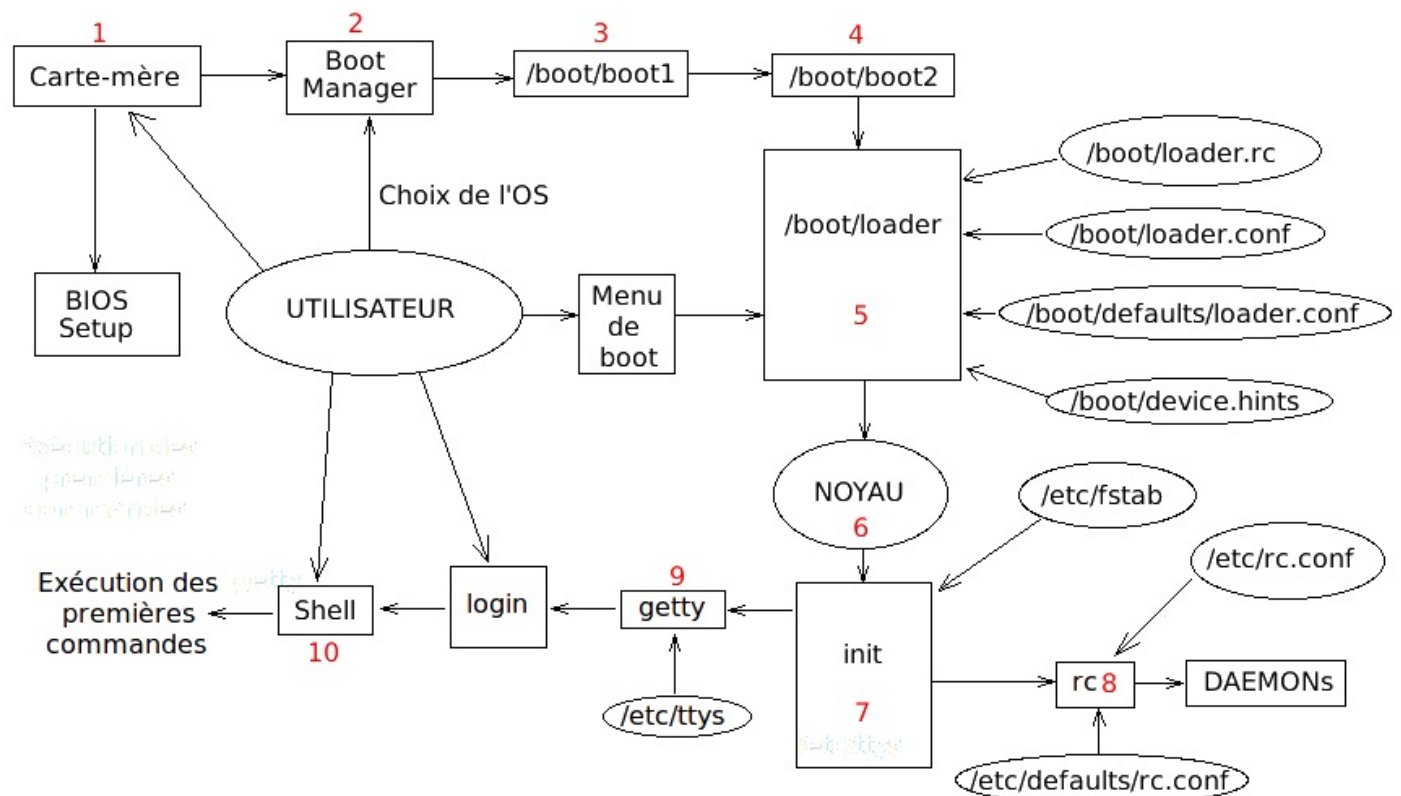 1
Carte-mère
2
Boot
Manager
3
/boot/boot1
4
/boot/boot2
/boot/loader.rc
Choix de l'OS
/boot/loader
/boot/loader.conf
BIOS
Setup
UTILISATEUR
Menu
de
boot
5
/boot/defaults/loader.conf
/boot/device.hints
NOYAU
6
/etc/fstab
/etc/rc.conf
Exécution des
premières
commandes
Shell
10
login
9
getty
/etc/ttys
init
7
rc 8
DAEMONs
/etc/defaults/rc.conf